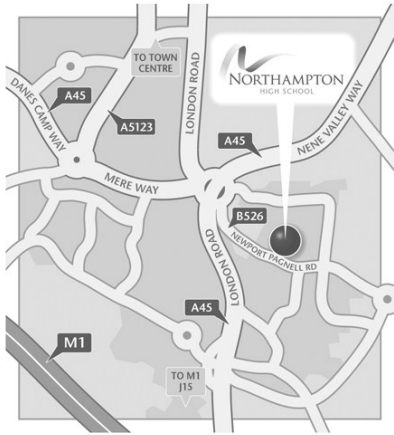 TO TOWN
CENTRE
LONDON ROAD
NORTHAMPTON
HIGH SCHOOL
DANES CAMP WAY
A45
A5123
A45
NENE VALLEY WAY
MERE WAY
B526
NEWPORT PAGNELL RD
LONDON ROAD
A45
M1
TO M1
J15